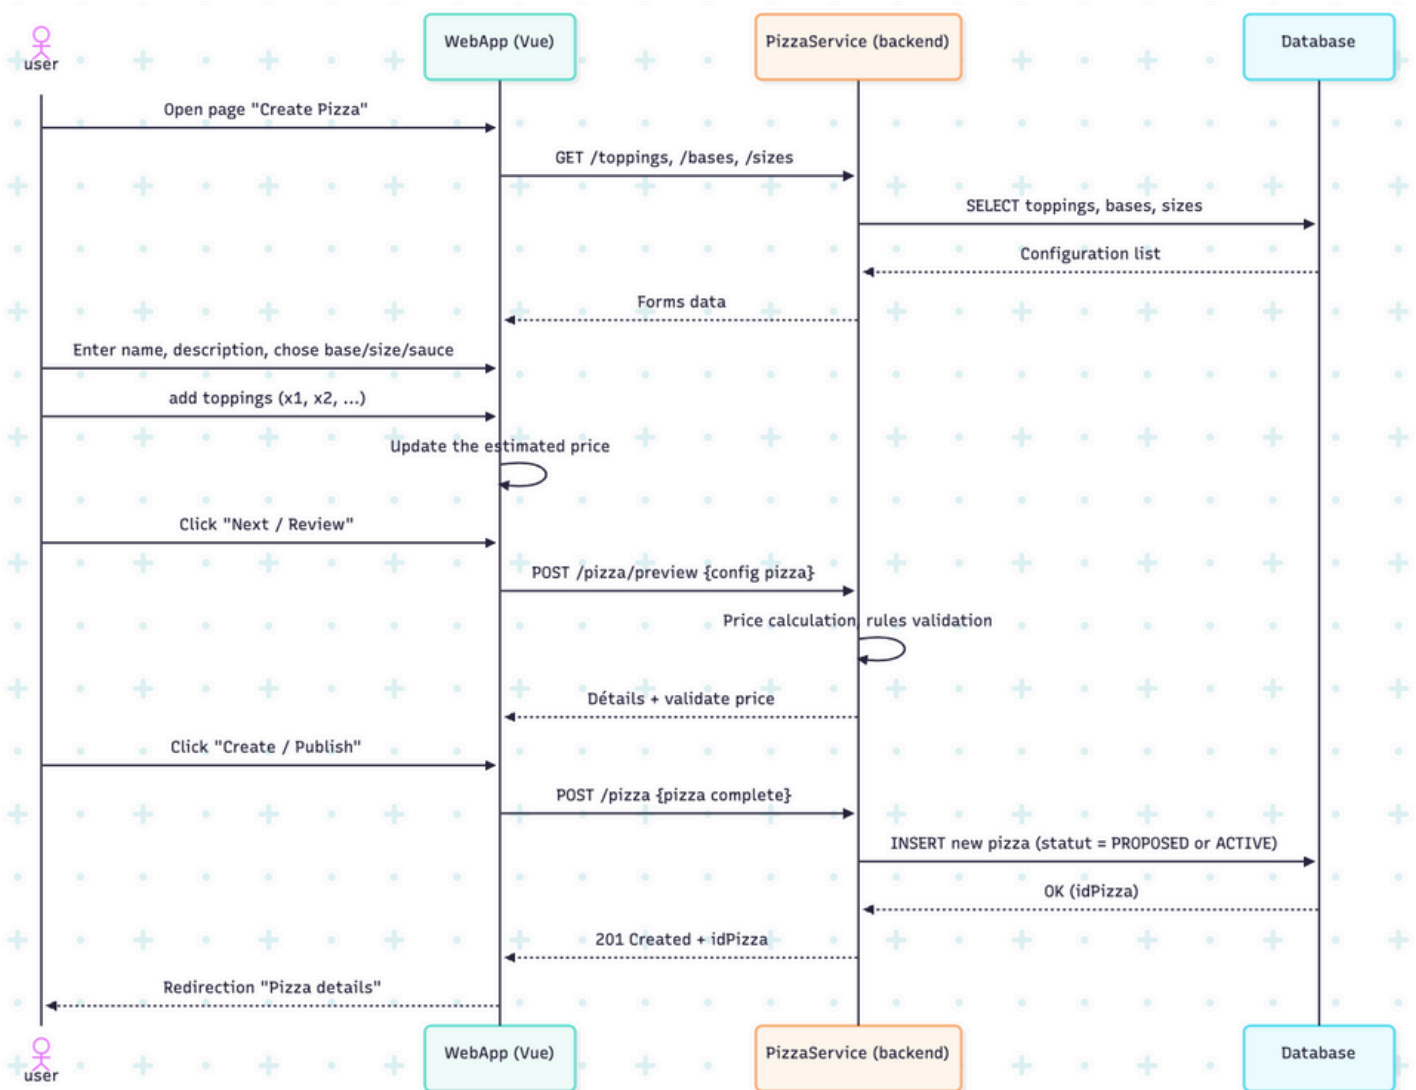 user
WebApp (Vue)
PizzaService (backend)
Database
Open page "Create Pizza"
GET /toppings, /bases, /sizes
SELECT toppings, bases, sizes
Configuration list
Forms data
Enter name, description, chose base/size/sauce
add toppings (x1, x2, ...)
Update the estimated price
Click "Next / Review"
POST /pizza/preview {config pizza}
Price calculation, rules validation
Détails + validate price
Click "Create / Publish"
POST /pizza {pizza complete}
INSERT new pizza (statut = PROPOSED or ACTIVE)
OK (idPizza)
201 Created + idPizza
Redirection "Pizza details"
user
WebApp (Vue)
PizzaService (backend)
Database